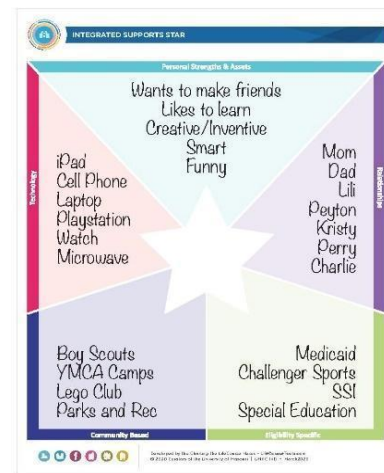 INTEGRATED SUPPORTS STAR
Personal Strengths & Assets
Wants to make friends
Likes to learn
Creative/Inventive
Smart
Funny
Technology
iPad
Cell Phone
Laptop
Playstation
Watch
Microwave
Relationships
Mom
Dad
Lili
Peyton
Kristy
Perry
Charlie
Boy Scouts
YMCA Camps
Lego Club
Parks and Rec
Community Based
Medicaid
Challenger Sports
SSI
Special Education
Eligibility Specific